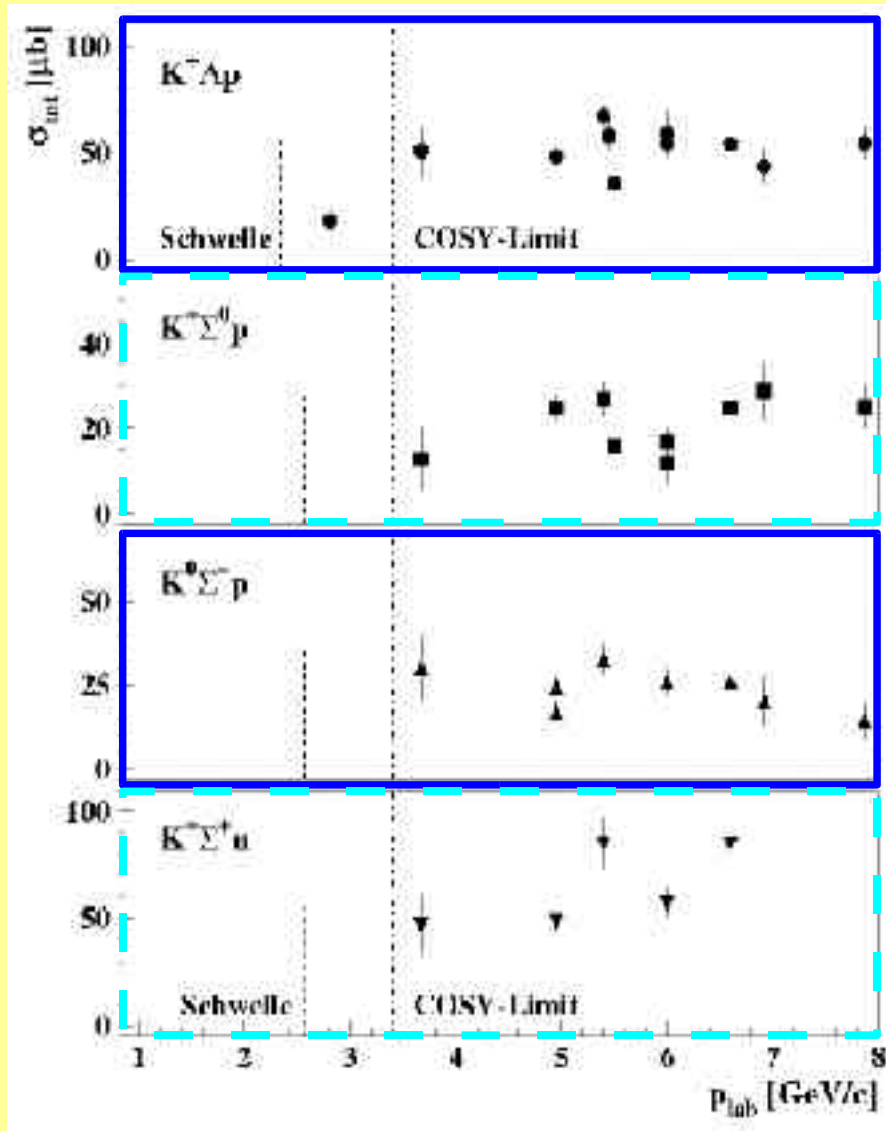 σtot [μb]
100
50
0
K⁺Λp
Schwelle
COSY-Limit
40
20
0
K⁺Σ⁰p
50
25
0
K⁰Σ⁺p
100
50
0
K⁺Σ⁺n
Schwelle
COSY-Limit
1 2 3 4 5 6 7 8
plab [GeV/c]